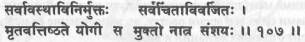 सर्वावस्थाविनिर्मुक्तः सर्वचिंताविवर्जितः ।
मृतवत्तिष्ठते योगी स मुक्तो नात्र संशयः ॥ १०७ ॥